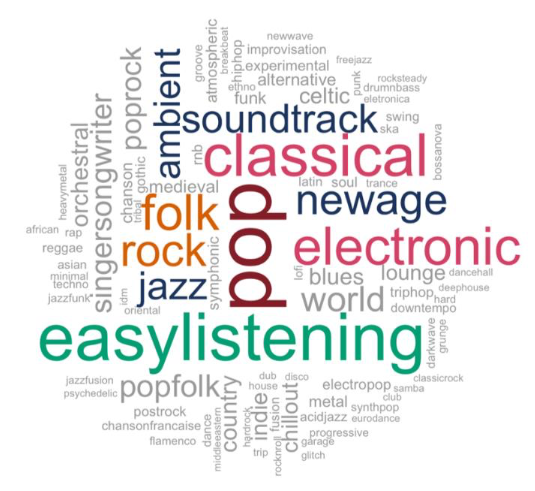 newwave
improvisation
groove
atmospheric
breakbeat
hiphop
experimental
freejazz
ethno
alternative
punk
rocksteady
drumnbass
eletronica
funk
celtic
poprock
ambient
soundtrack
swing
ska
orchestral
singersongwriter
rnb
classical
bossanova
heavymetal
chanson
gothic
tribal
medieval
latin
soul
trance
folk
pop
newage
african
rap
reggae
rock
electronic
asian
minimal
techno
jazzfunk
idm
jazz
oriental
symphonic
lofi
blues
lounge
dancehall
world
triphop
deephouse
hard
downtempo
easylistening
darkwave
grunge
jazzfusion
psychedelic
popfolk
country
dub
disco
house
electropop
classicrock
samba
club
postrock
chansonfrancaise
flamenco
dance
middleeastern
hardrock
indie
fusion
chillout
metal
synthpop
acidjazz
eurodance
progressive
garage
trip
rocknroll
glitch